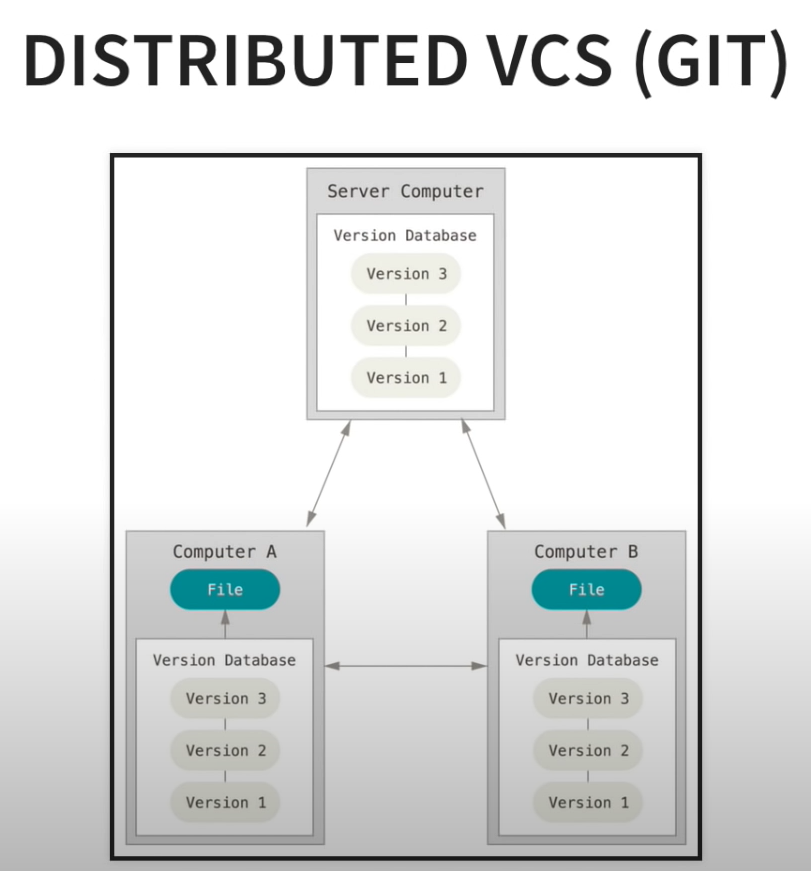 DISTRIBUTED VCS (GIT)
Server Computer
Version Database
Version 3
Version 2
Version 1
Computer A
File
Version Database
Version 3
Version 2
Version 1
Computer B
File
Version Database
Version 3
Version 2
Version 1